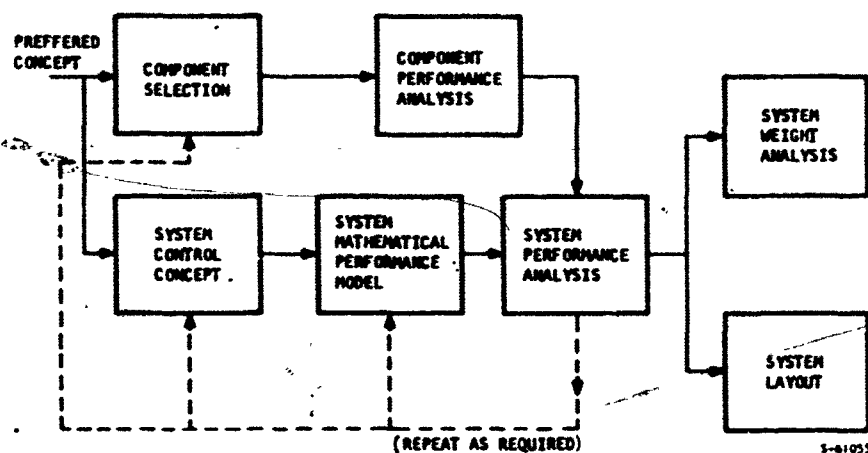 PREFFERED
CONCEPT
COMPONENT
SELECTION
COMPONENT
PERFORMANCE
ANALYSIS
SYSTEM
WEIGHT
ANALYSIS
SYSTEM
CONTROL
CONCEPT
SYSTEM
MATHEMATICAL
PERFORMANCE
MODEL
SYSTEM
PERFORMANCE
ANALYSIS
SYSTEM
LAYOUT
(REPEAT AS REQUIRED)